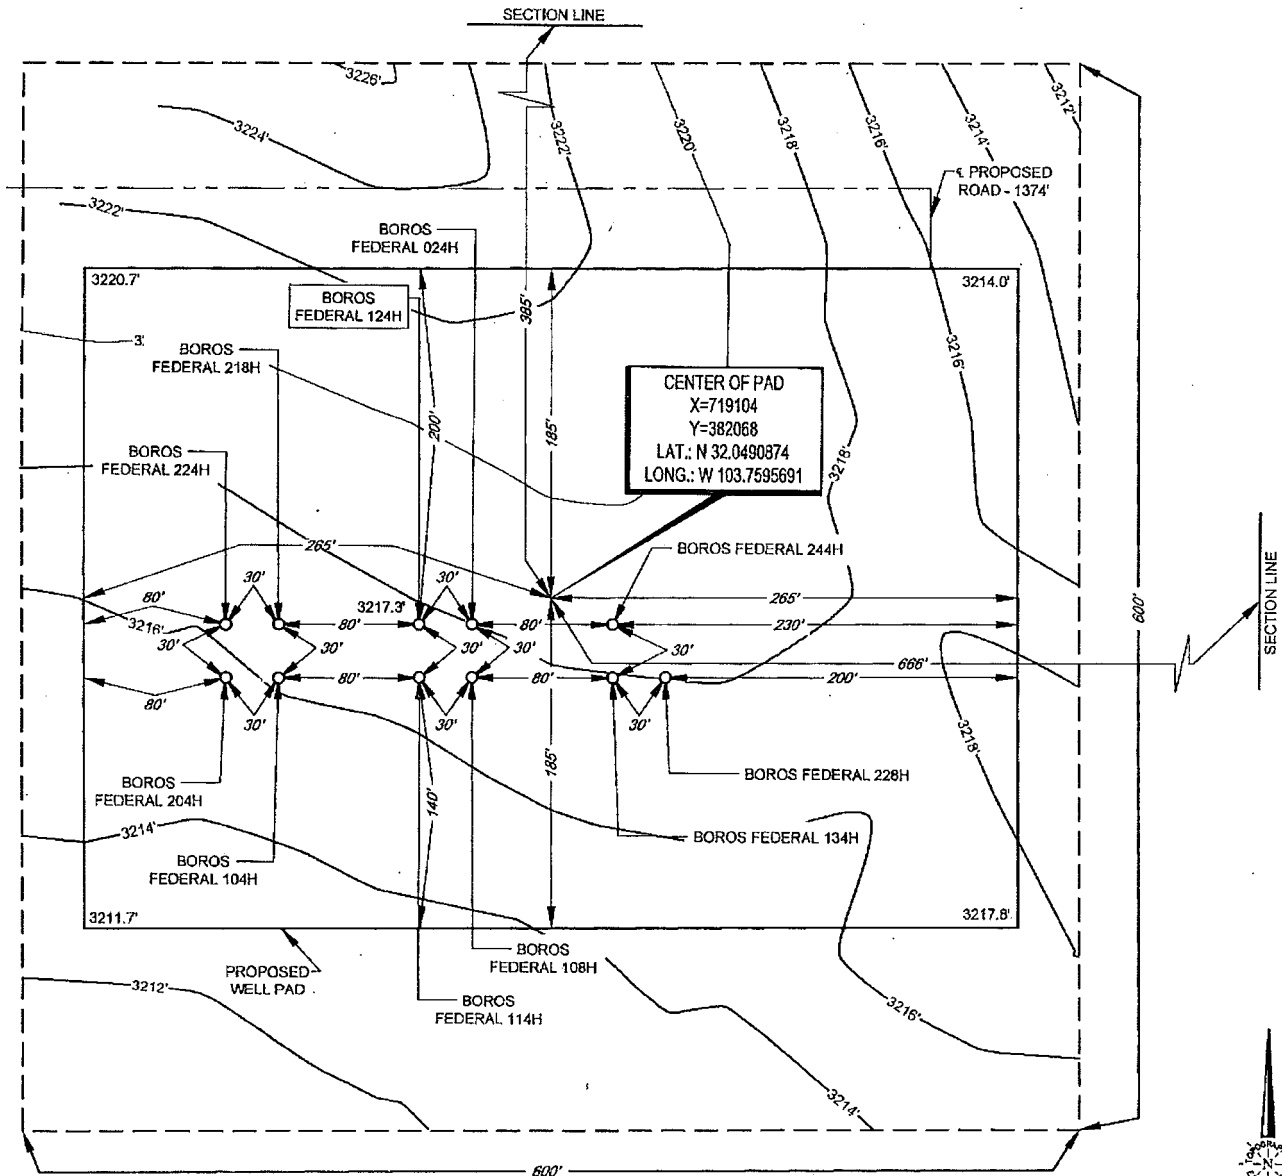 SECTION LINE
3226'
3224'
3222'
3220'
3218'
3216'
3214'
3212'
℄ PROPOSED
ROAD - 1374'
3222'
BOROS
FEDERAL 024H
3220.7'
3214.0'
BOROS
FEDERAL 124H
385'
3216'
BOROS
FEDERAL 218H
CENTER OF PAD
X=719104
Y=382068
LAT.: N 32.0490874
LONG.: W 103.7595691
200'
185'
3218'
BOROS
FEDERAL 224H
265'
BOROS FEDERAL 244H
30'
30'
265'
80'
3217.3'
3216'
80'
80'
230'
600'
SECTION LINE
30'
30'
30'
30'
30'
666'
80'
80'
80'
200'
30'
30'
30'
3218'
185'
BOROS
FEDERAL 204H
140'
BOROS FEDERAL 228H
3214'
BOROS FEDERAL 134H
BOROS
FEDERAL 104H
3211.7'
3217.8'
BOROS
FEDERAL 108H
PROPOSED
WELL PAD
3212'
BOROS
FEDERAL 114H
3216'
3214'
600'
N